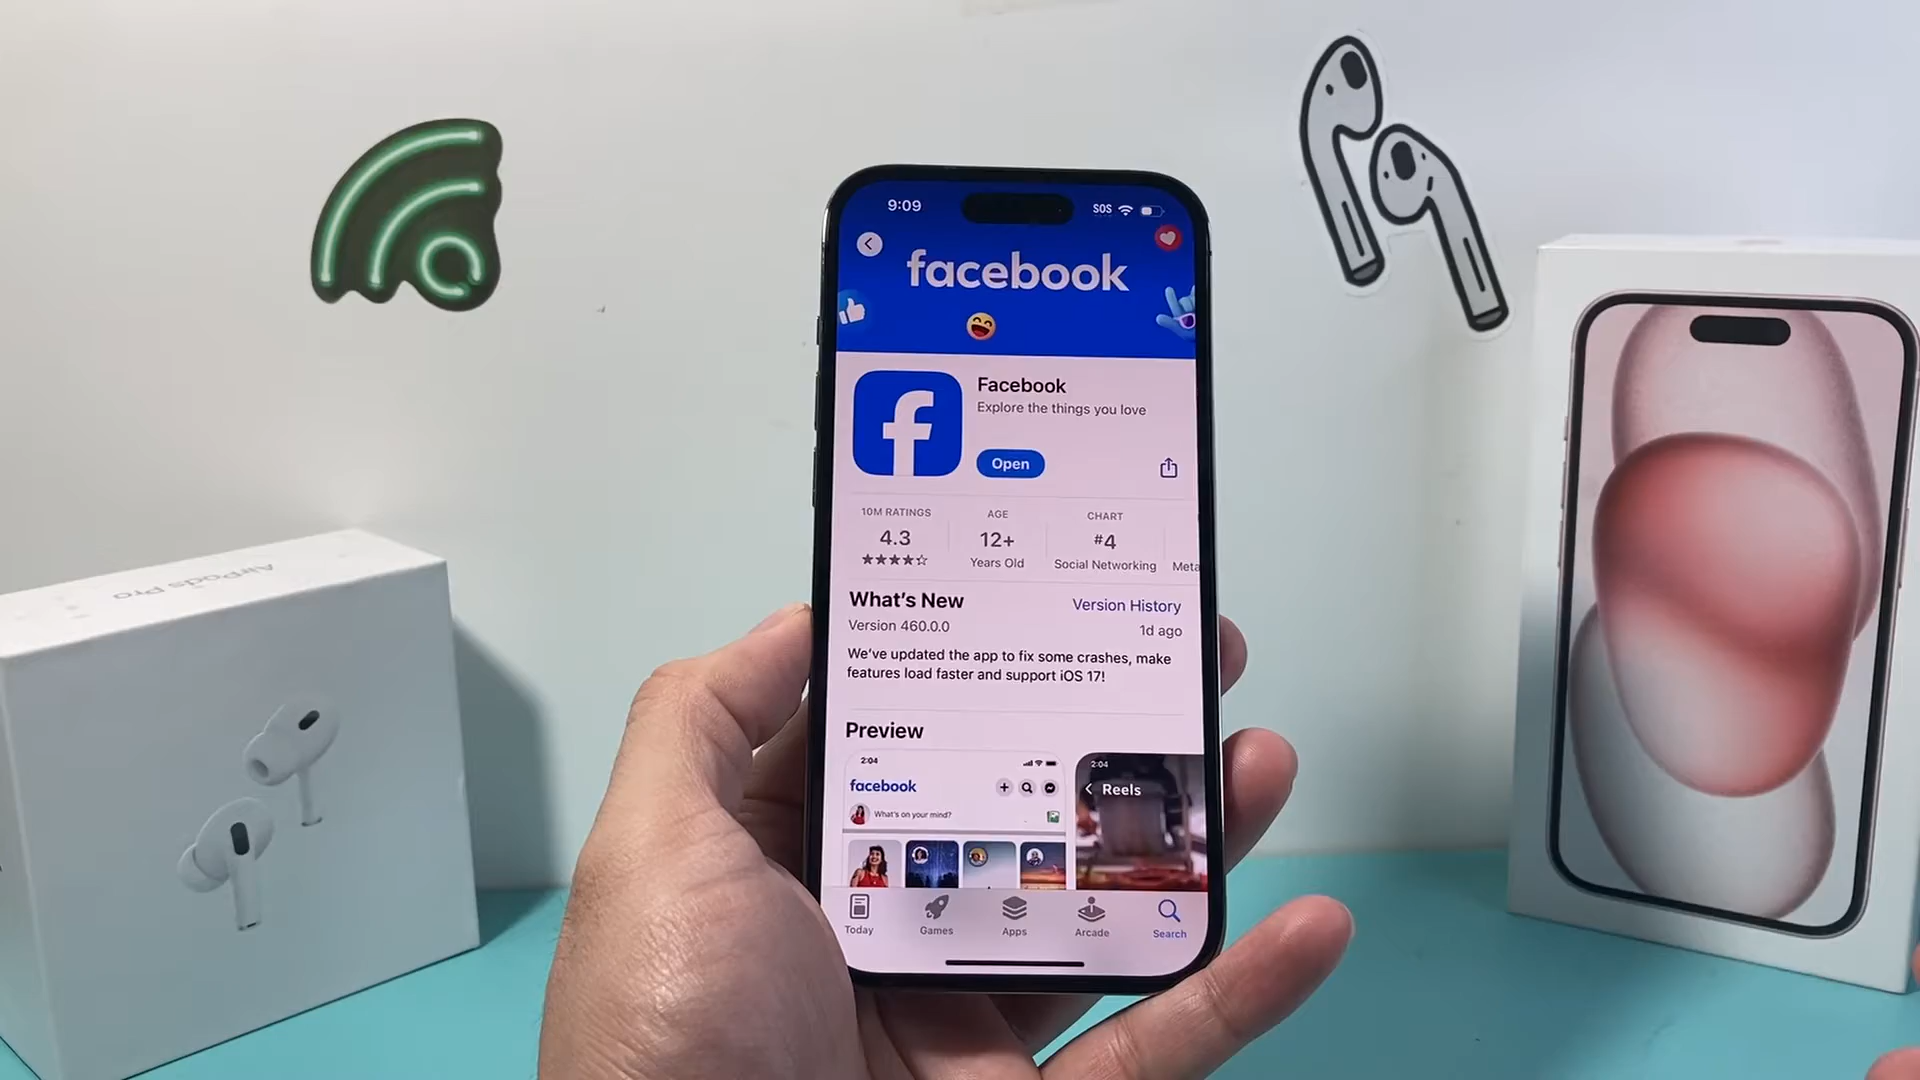 9:09
SOS
facebook
Facebook
Explore the things you love
Open
10M RATINGS
AGE
CHART
4.3
12+
#4
Years Old
Social Networking
Meta
What's New
Version History
Version 460.0.0
1d ago
We've updated the app to fix some crashes, make
features load faster and support iOS 17!
Preview
2:04
facebook
What's on your mind?
2:04
Reels
Today
Games
Apps
Arcade
Search
AirPods Pro